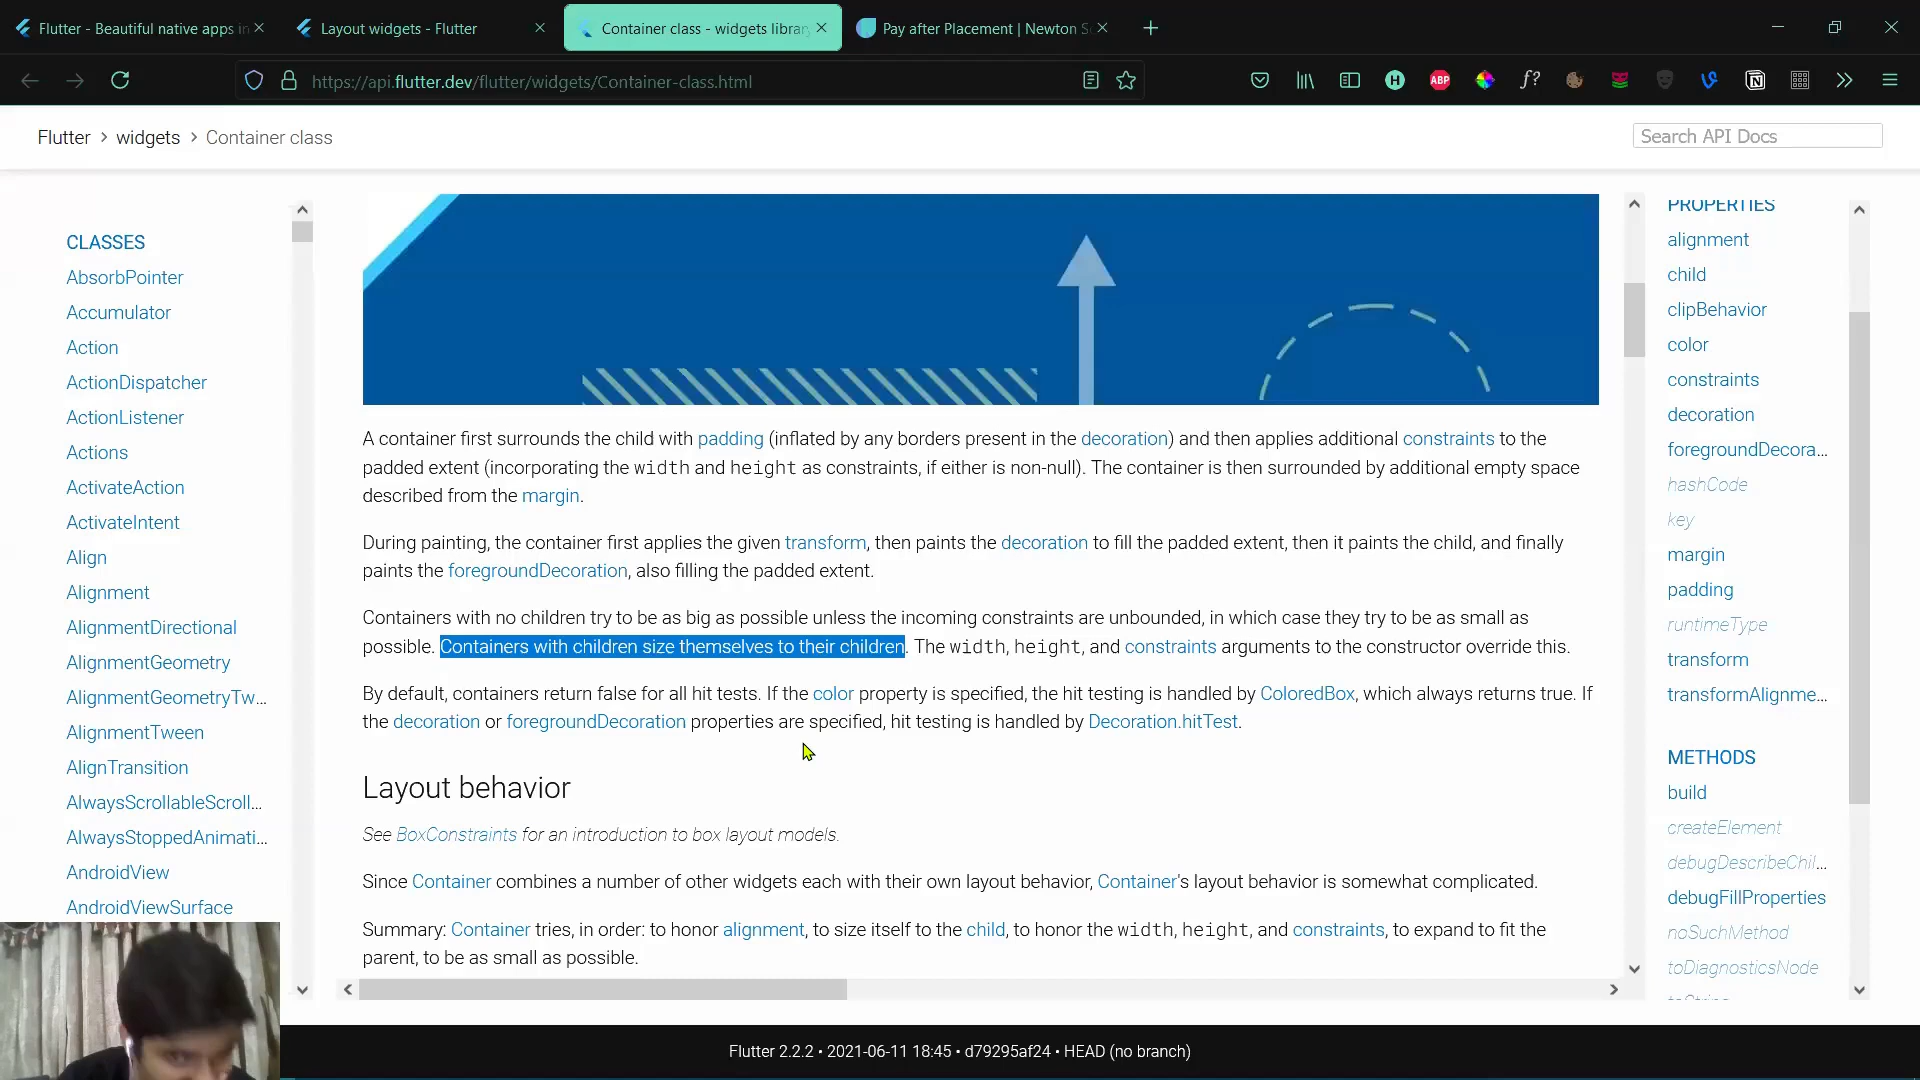 Flutter - Beautiful native apps in
Layout widgets - Flutter
Container class - widgets library
Pay after Placement | Newton Sc
https://api.flutter.dev/flutter/widgets/Container-class.html
ABP
f?
Flutter > widgets > Container class
Search API Docs
CLASSES
AbsorbPointer
Accumulator
Action
ActionDispatcher
ActionListener
Actions
ActivateAction
ActivateIntent
Align
Alignment
AlignmentDirectional
AlignmentGeometry
AlignmentGeometryTw...
AlignmentTween
AlignTransition
AlwaysScrollableScroll...
AlwaysStoppedAnimati...
AndroidView
AndroidViewSurface
A container first surrounds the child with padding (inflated by any borders present in the decoration) and then applies additional constraints to the
padded extent (incorporating the width and height as constraints, if either is non-null). The container is then surrounded by additional empty space
described from the margin.
During painting, the container first applies the given transform, then paints the decoration to fill the padded extent, then it paints the child, and finally
paints the foregroundDecoration, also filling the padded extent.
Containers with no children try to be as big as possible unless the incoming constraints are unbounded, in which case they try to be as small as
possible. Containers with children size themselves to their children. The width, height, and constraints arguments to the constructor override this.
By default, containers return false for all hit tests. If the color property is specified, the hit testing is handled by ColoredBox, which always returns true. If
the decoration or foregroundDecoration properties are specified, hit testing is handled by Decoration.hitTest.
Layout behavior
See BoxConstraints for an introduction to box layout models.
Since Container combines a number of other widgets each with their own layout behavior, Container's layout behavior is somewhat complicated.
Summary: Container tries, in order: to honor alignment, to size itself to the child, to honor the width, height, and constraints, to expand to fit the
parent, to be as small as possible.
PROPERTIES
alignment
child
clipBehavior
color
constraints
decoration
foregroundDecora...
hashCode
key
margin
padding
runtimeType
transform
transformAlignme...
METHODS
build
createElement
debugDescribeChil...
debugFillProperties
noSuchMethod
toDiagnosticsNode
toString
Flutter 2.2.2 • 2021-06-11 18:45 • d79295af24 • HEAD (no branch)